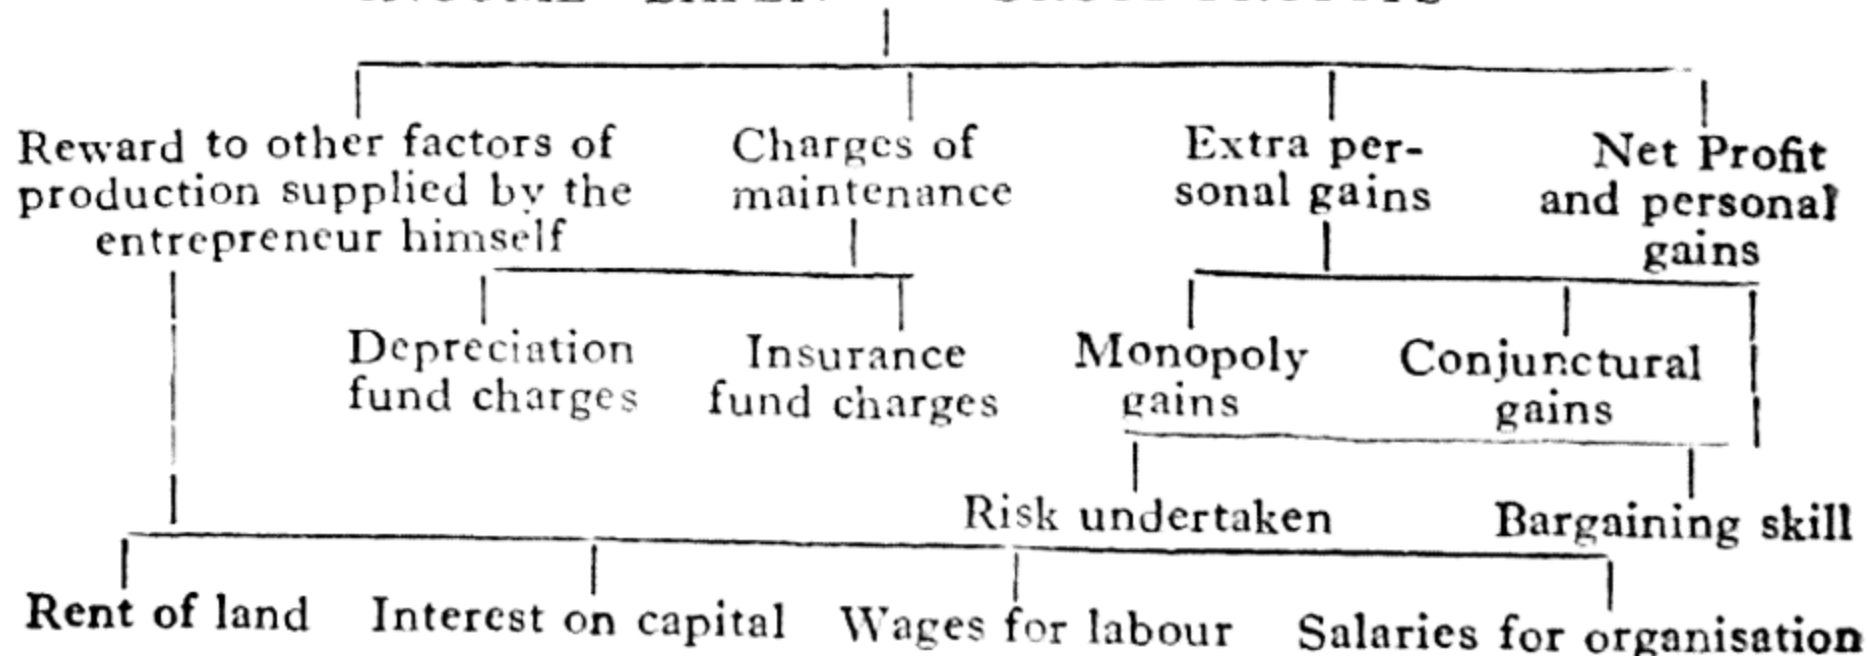 Reward to other factors of
production supplied by the
entrepreneur himself
Charges of
maintenance
Extra per-
sonal gains
Net Profit
and personal
gains
Depreciation
fund charges
Insurance
fund charges
Monopoly
gains
Conjunctural
gains
Risk undertaken
Bargaining skill
Rent of land
Interest on capital
Wages for labour
Salaries for organisation